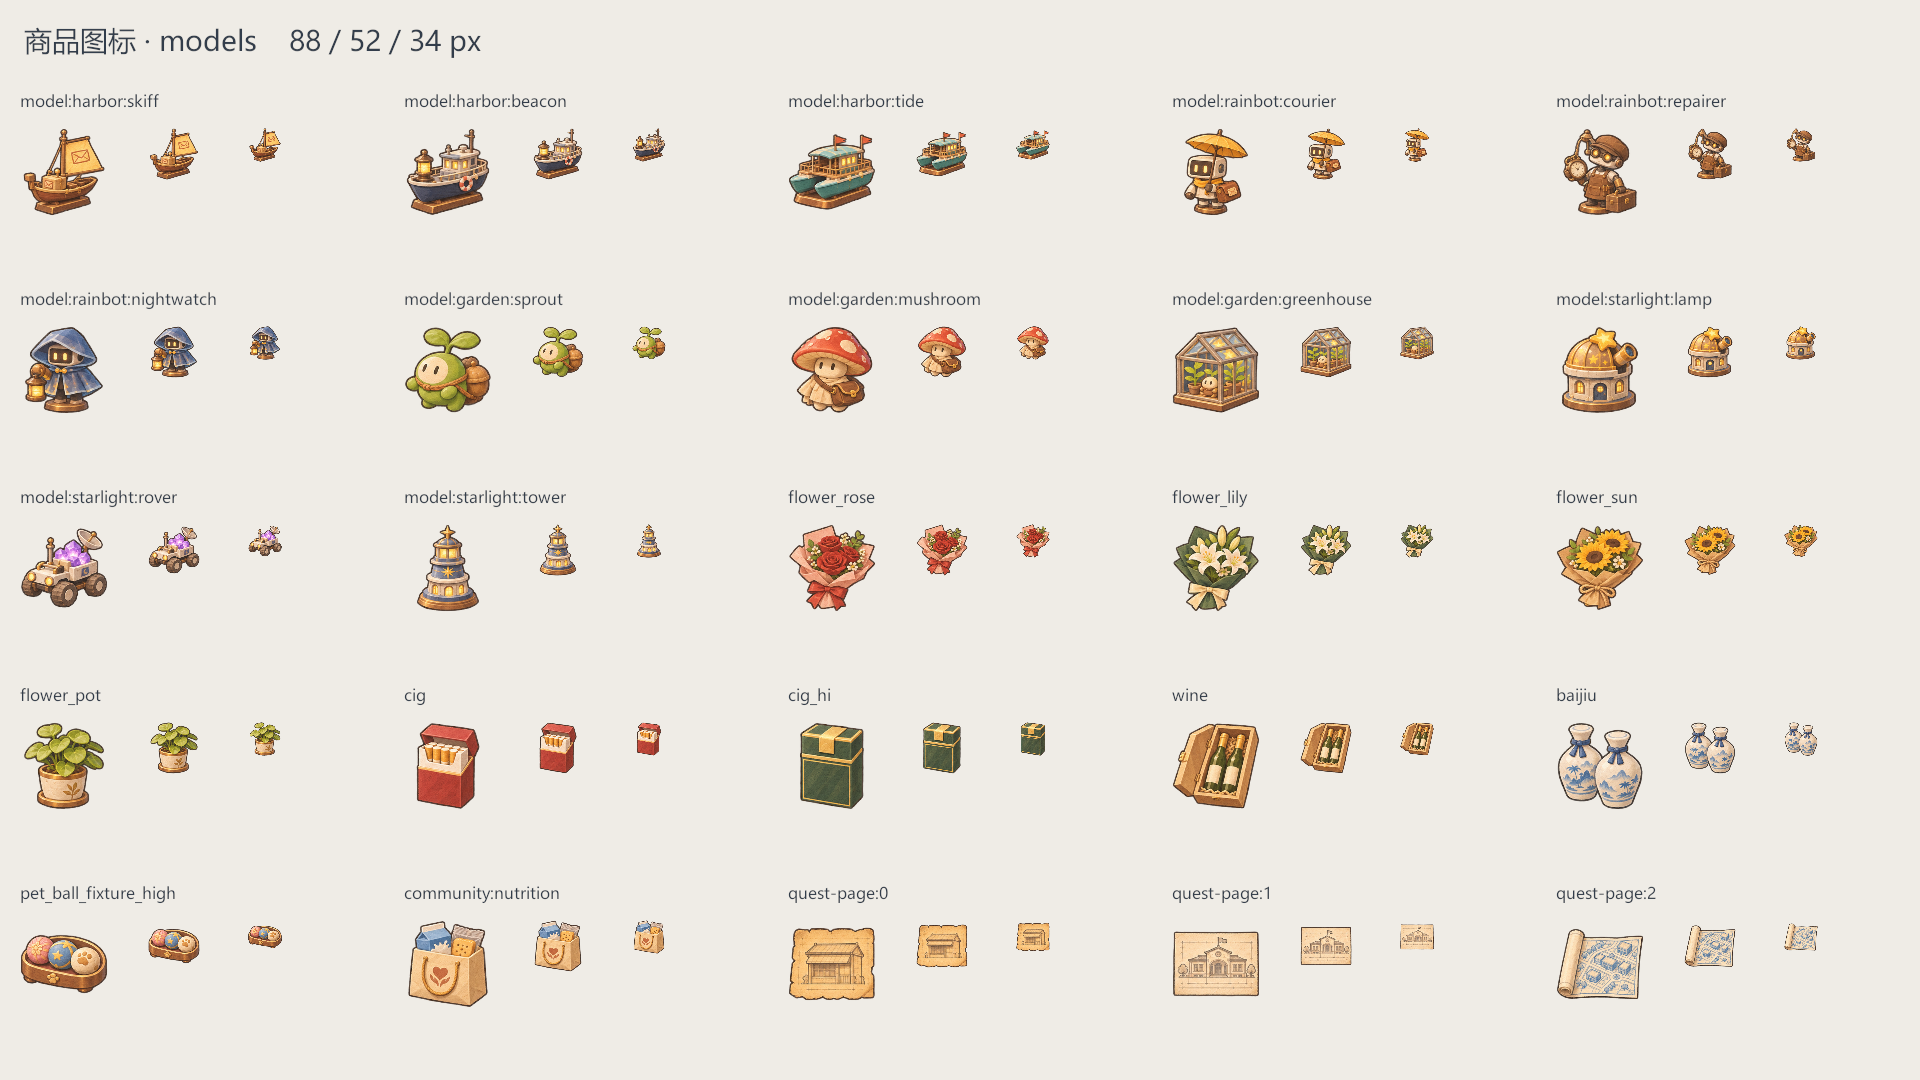 商品图标 · models 88 / 52 / 34 px
model:harbor:skiff
model:harbor:beacon
model:harbor:tide
model:rainbot:courier
model:rainbot:repairer
model:rainbot:nightwatch
model:garden:sprout
model:garden:mushroom
model:garden:greenhouse
model:starlight:lamp
model:starlight:rover
model:starlight:tower
flower_rose
flower_lily
flower_sun
flower_pot
cig
cig_hi
wine
baijiu
pet_ball_fixture_high
community:nutrition
quest-page:0
quest-page:1
quest-page:2